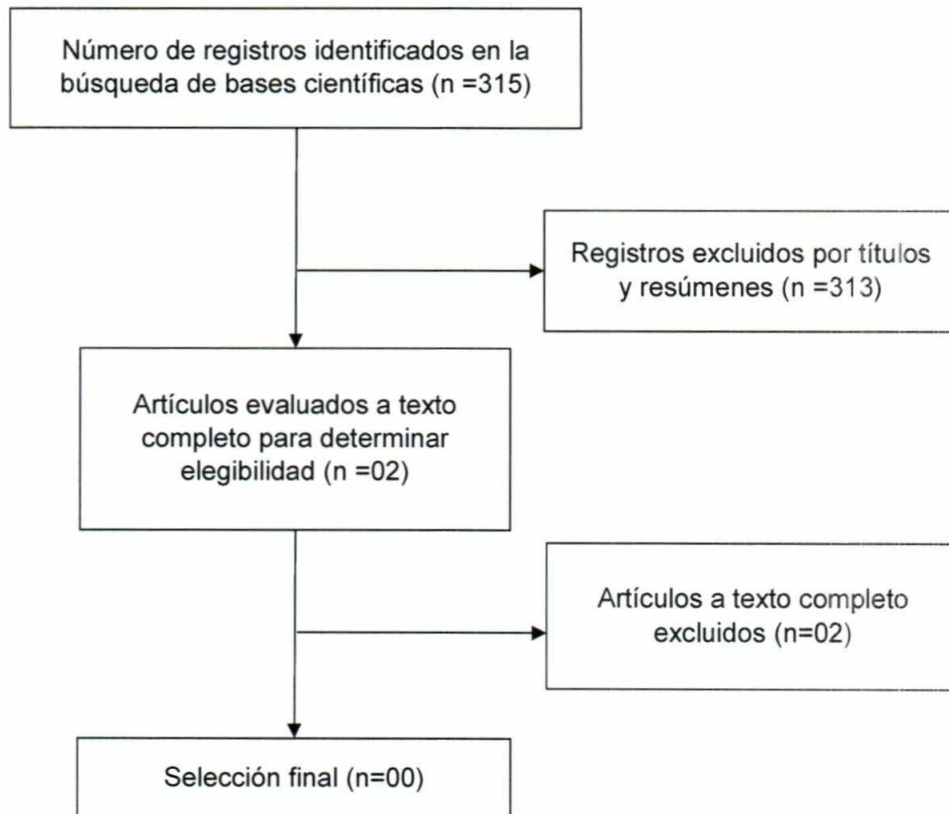 Número de registros identificados en la
búsqueda de bases científicas (n =315)
Registros excluidos por títulos
y resúmenes (n =313)
Artículos evaluados a texto
completo para determinar
elegibilidad (n =02)
Artículos a texto completo
excluidos (n=02)
Selección final (n=00)